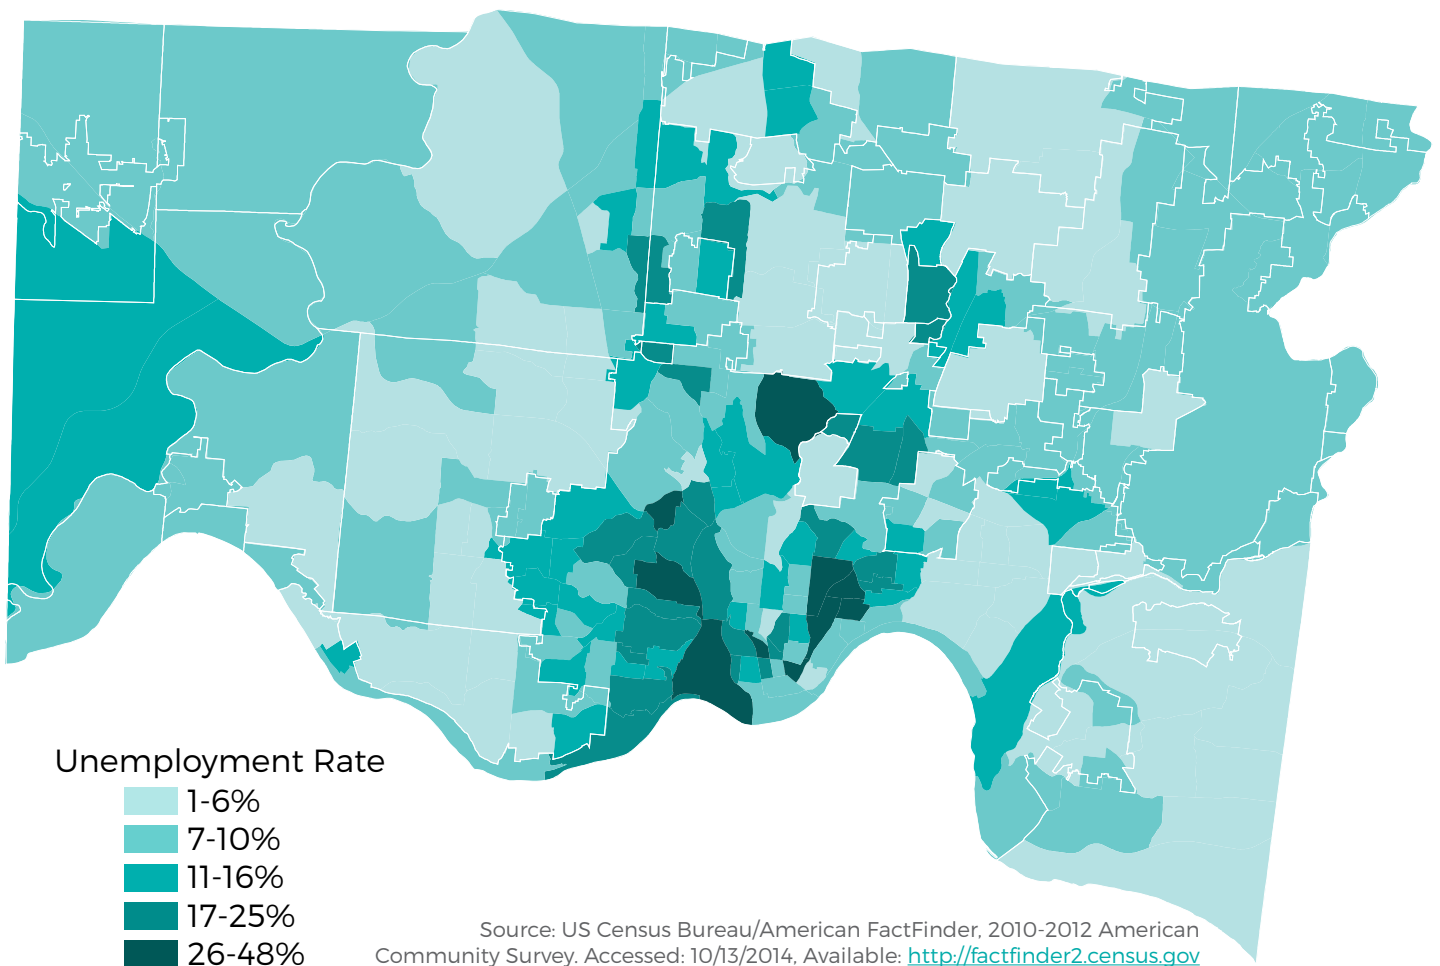 Unemployment Rate
1-6%
7-10%
11-16%
17-25%
26-48%
Source: US Census Bureau/American FactFinder, 2010-2012 American
Community Survey. Accessed: 10/13/2014, Available: http://factfinder2.census.gov